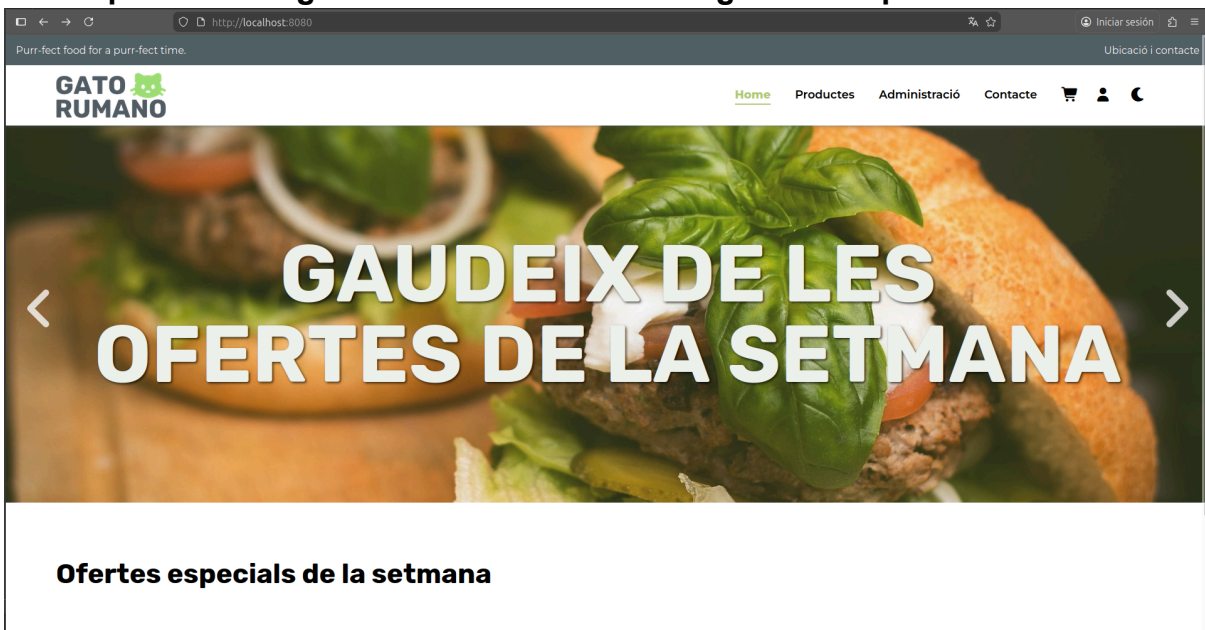 http://localhost:8080
Iniciar sesión
Purr-fect food for a purr-fect time.
Ubicació i contacte
GATO
RUMANO
Home
Productes
Administració
Contacte
GAUDEIX DE LES
OFERTES DE LA SETMANA
Ofertes especials de la setmana